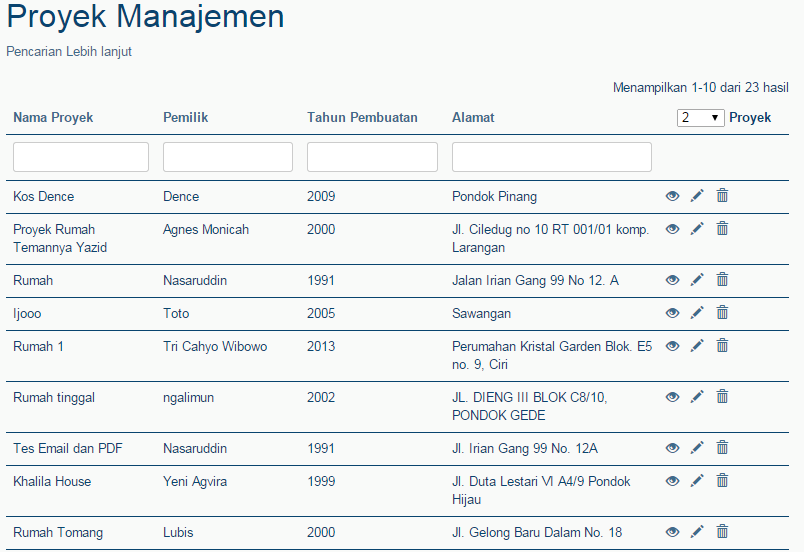 Proyek Manajemen
Pencarian Lebih lanjut
Menampilkan 1-10 dari 23 hasil
Nama Proyek Pemilik Tahun Pembuatan Alamat 2 Proyek
Kos Dence Dence 2009 Pondok Pinang
Proyek Rumah Agnes Monicah 2000 Jl. Ciledug no 10 RT 001/01 komp.
Temannya Yazid Larangan
Rumah Nasaruddin 1991 Jalan Irian Gang 99 No 12. A
Ijooo Toto 2005 Sawangan
Rumah 1 Tri Cahyo Wibowo 2013 Perumahan Kristal Garden Blok. E5
no. 9, Ciri
Rumah tinggal ngalimun 2002 JL. DIENG III BLOK C8/10,
PONDOK GEDE
Tes Email dan PDF Nasaruddin 1991 Jl. Irian Gang 99 No. 12A
Khalila House Yeni Agvira 1999 Jl. Duta Lestari VI A4/9 Pondok
Hijau
Rumah Tomang Lubis 2000 Jl. Gelong Baru Dalam No. 18